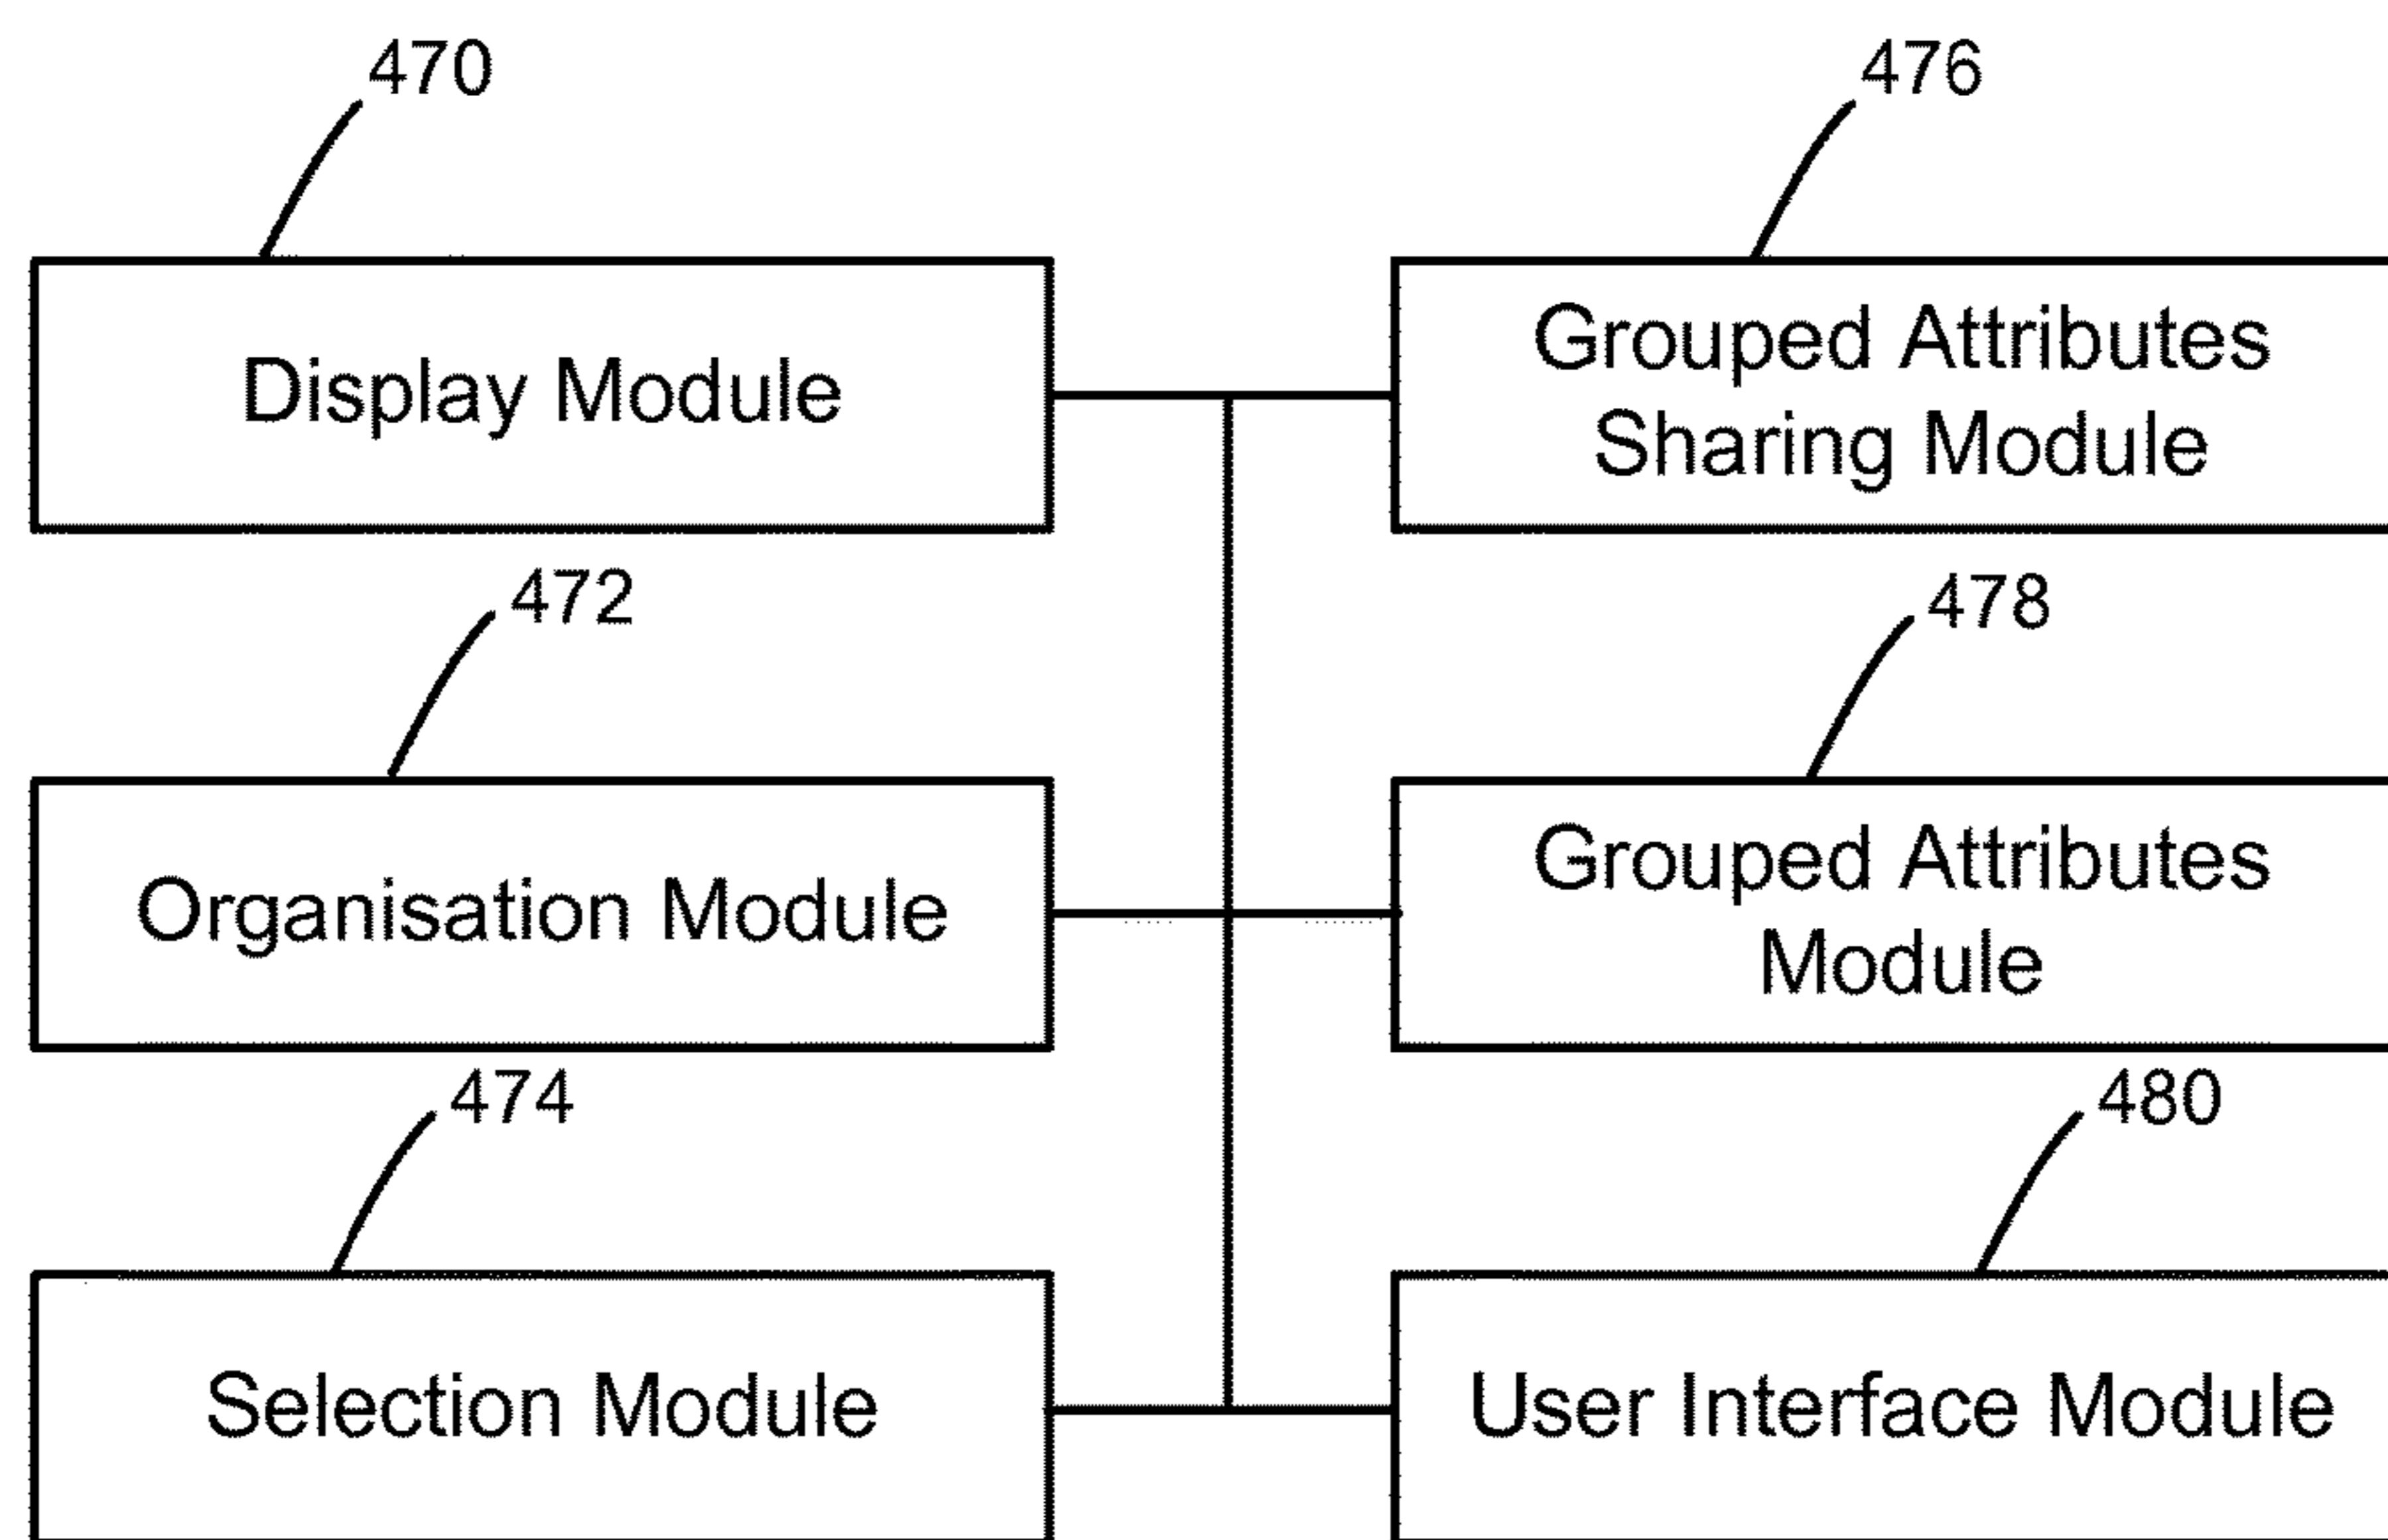 470
476
Display Module
Grouped Attributes
Sharing Module
472
478
Organisation Module
Grouped Attributes
Module
474
480
Selection Module
User Interface Module